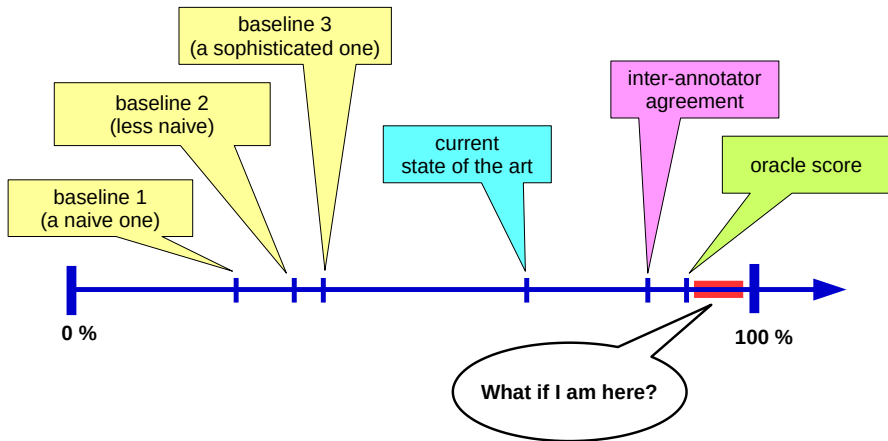 baseline 3
(a sophisticated one)
baseline 2
(less naive)
inter-annotator
agreement
current
state of the art
oracle score
baseline 1
(a naive one)
0 %
100 %
What if I am here?